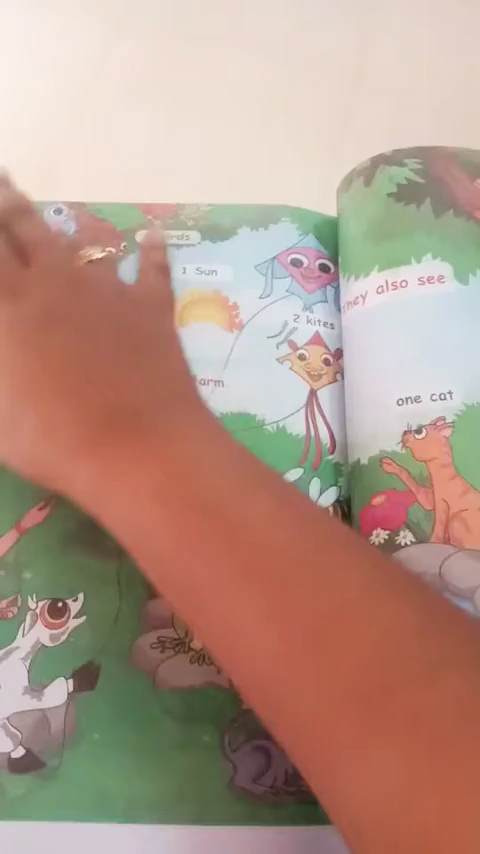 1 Sun
2 kites
They also see
one cat